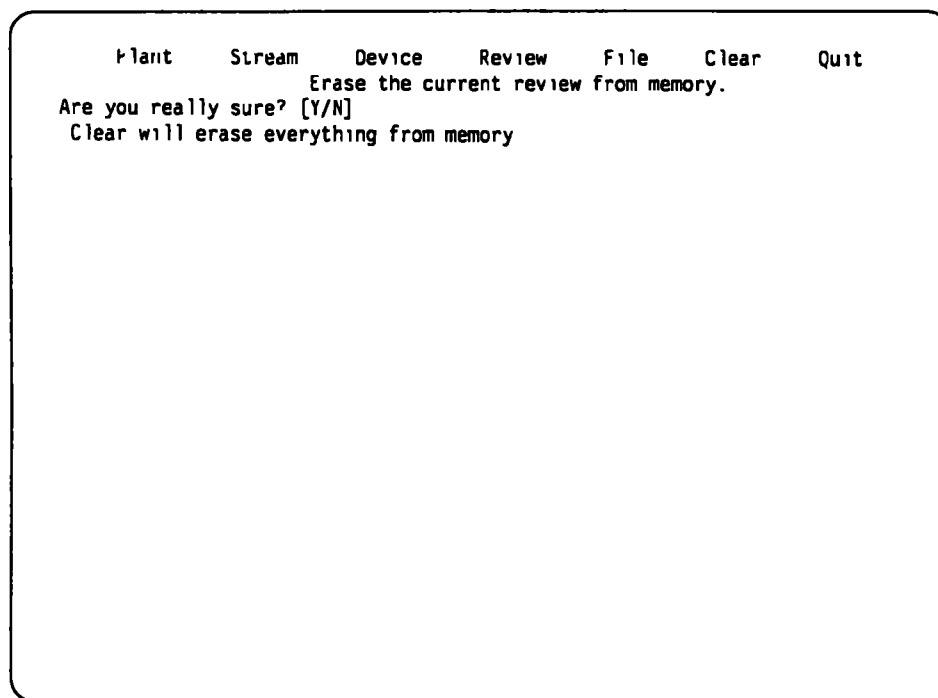 Plant Stream Device Review File Clear Quit
Erase the current review from memory.
Are you really sure? [Y/N]
Clear will erase everything from memory